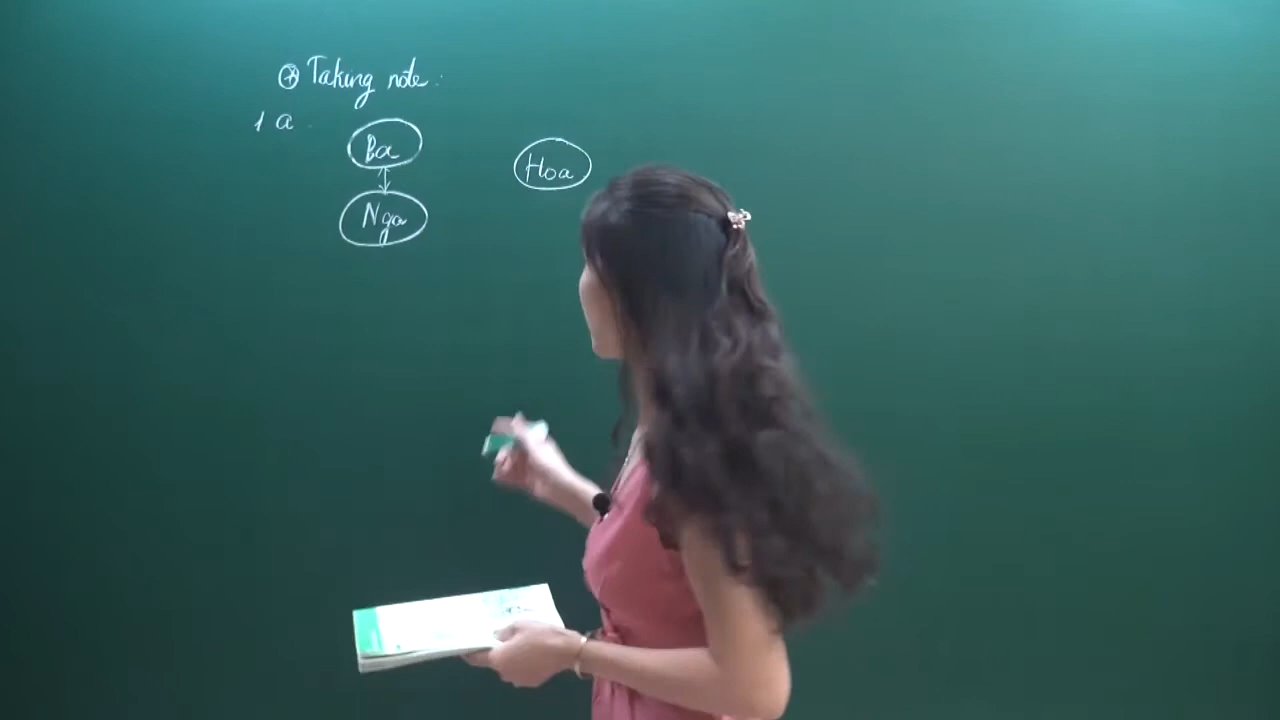 ⊛ Taking note:
1 a.
Ba
Hoa
Nga